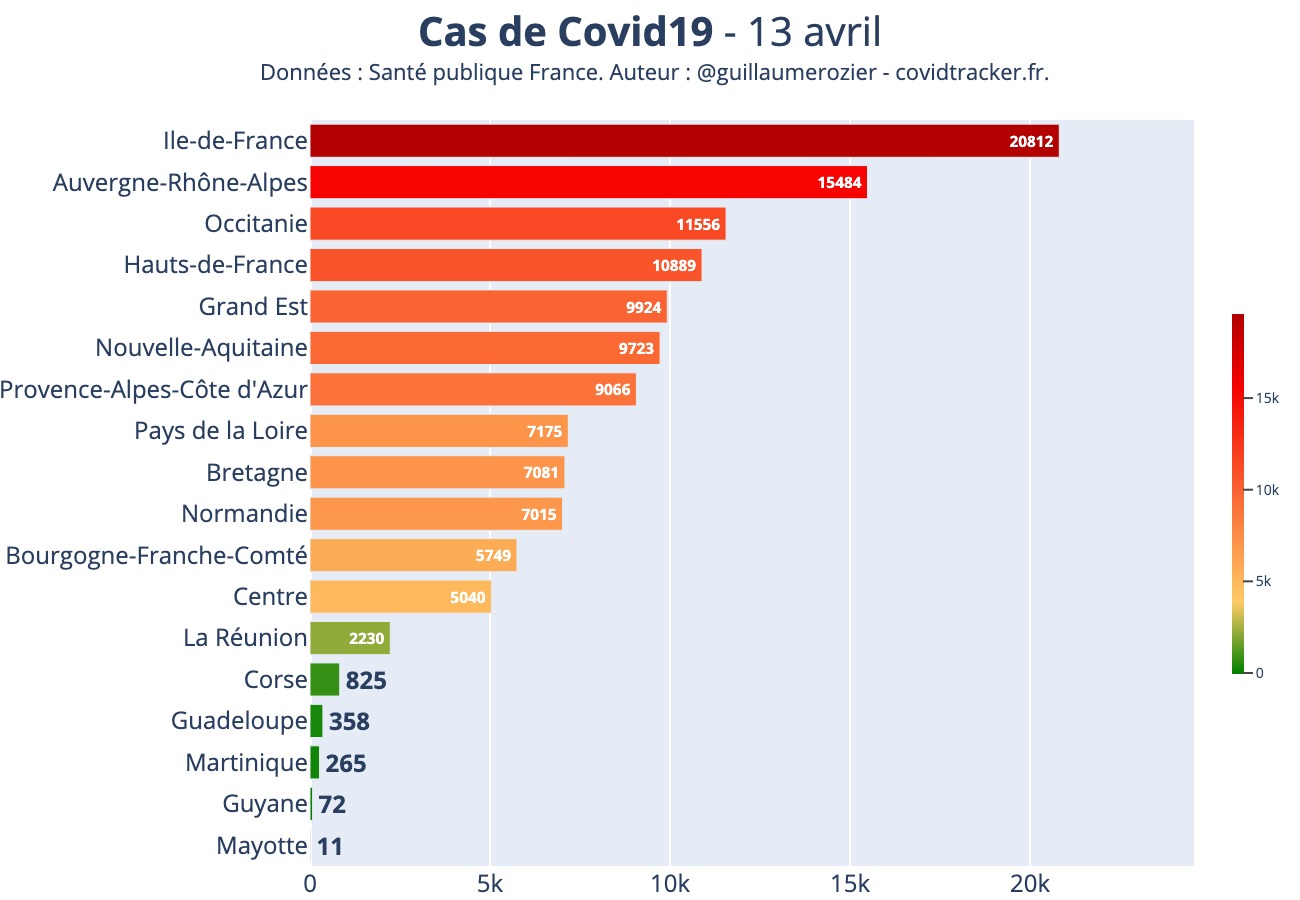 Cas de Covid19 - 13 avril
Données : Santé publique France. Auteur : @guillaumerozier - covidtracker.fr.
Ile-de-France 20812
Auvergne-Rhône-Alpes 15484
Occitanie 11556
Hauts-de-France 10889
Grand Est 9924
Nouvelle-Aquitaine 9723
Provence-Alpes-Côte d'Azur 9066
Pays de la Loire 7175
Bretagne 7081
Normandie 7015
Bourgogne-Franche-Comté 5749
Centre 5040
La Réunion 2230
Corse 825
Guadeloupe 358
Martinique 265
Guyane 72
Mayotte 11
0 5k 10k 15k 20k
15k
10k
5k
0